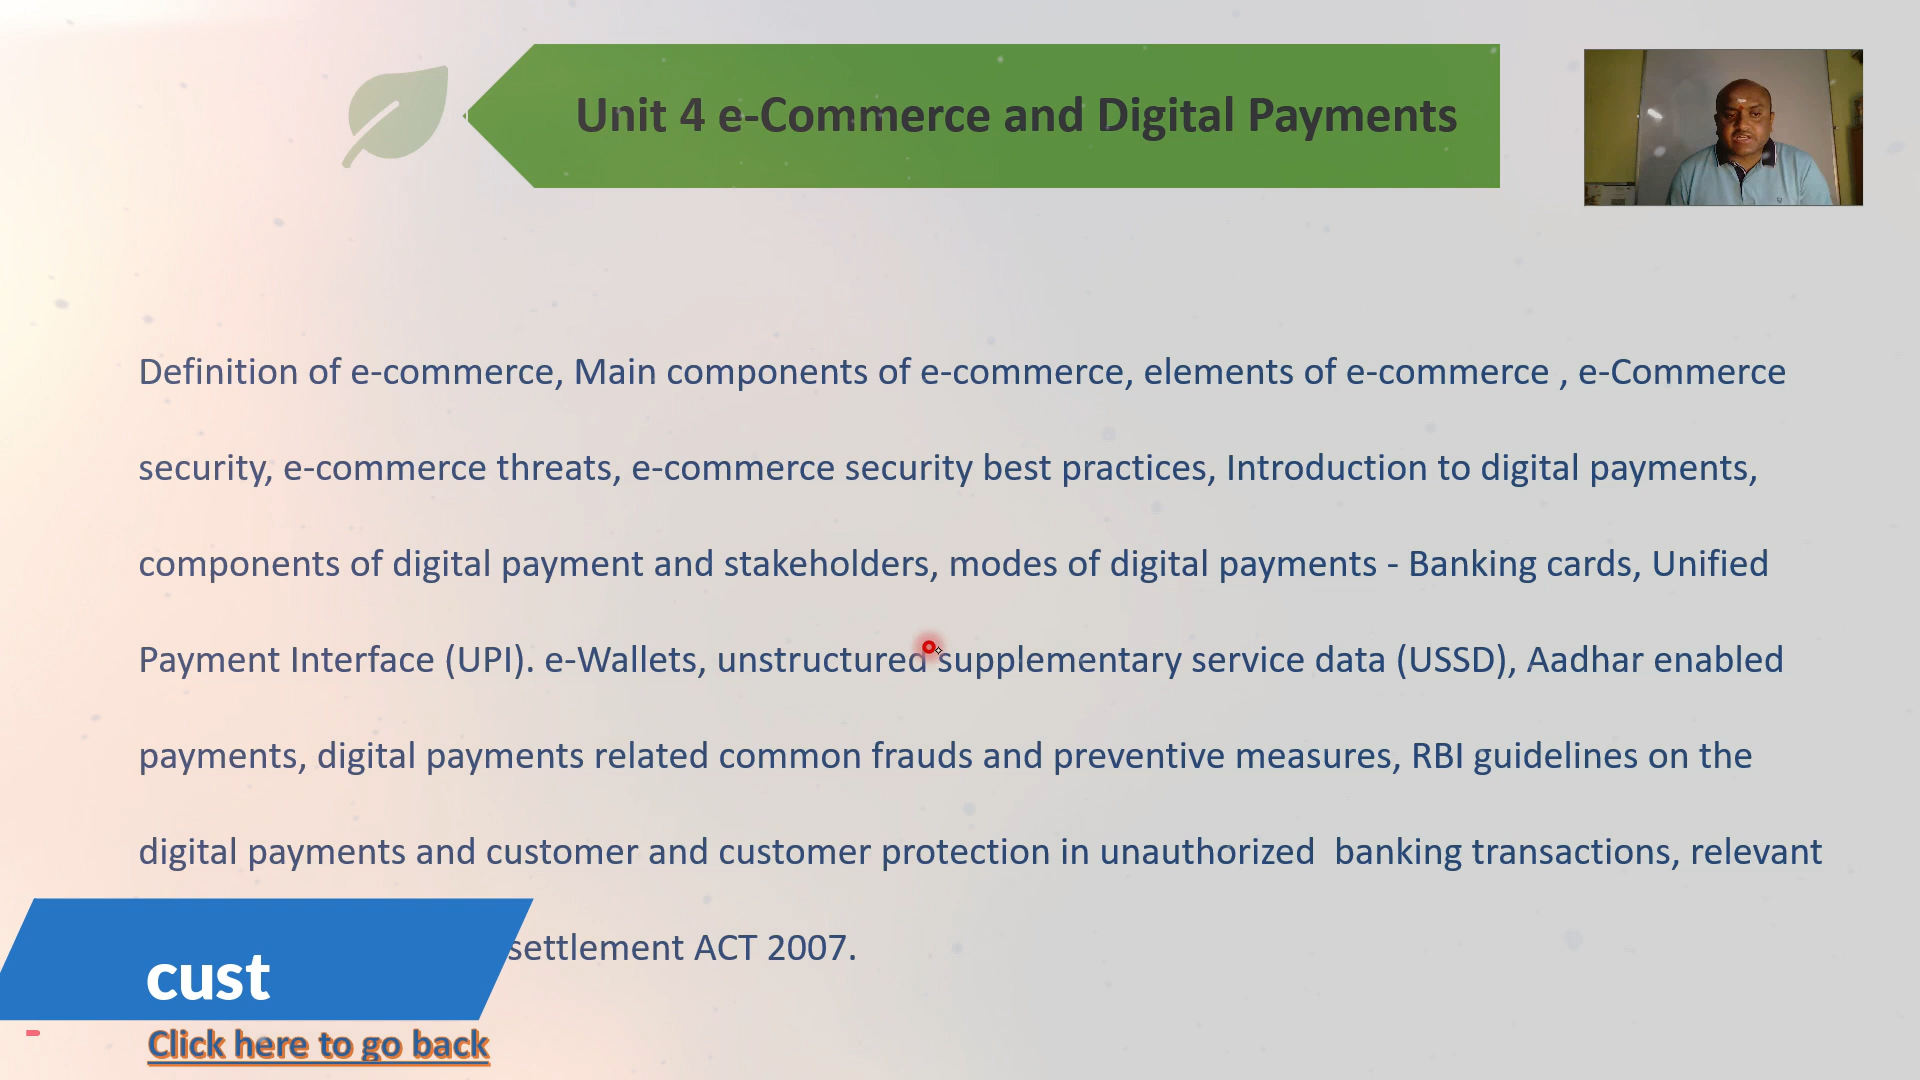 Unit 4 e-Commerce and Digital Payments
Definition of e-commerce, Main components of e-commerce, elements of e-commerce , e-Commerce
security, e-commerce threats, e-commerce security best practices, Introduction to digital payments,
components of digital payment and stakeholders, modes of digital payments - Banking cards, Unified
Payment Interface (UPI). e-Wallets, unstructured supplementary service data (USSD), Aadhar enabled
payments, digital payments related common frauds and preventive measures, RBI guidelines on the
digital payments and customer and customer protection in unauthorized banking transactions, relevant
settlement ACT 2007.
cust
Click here to go back